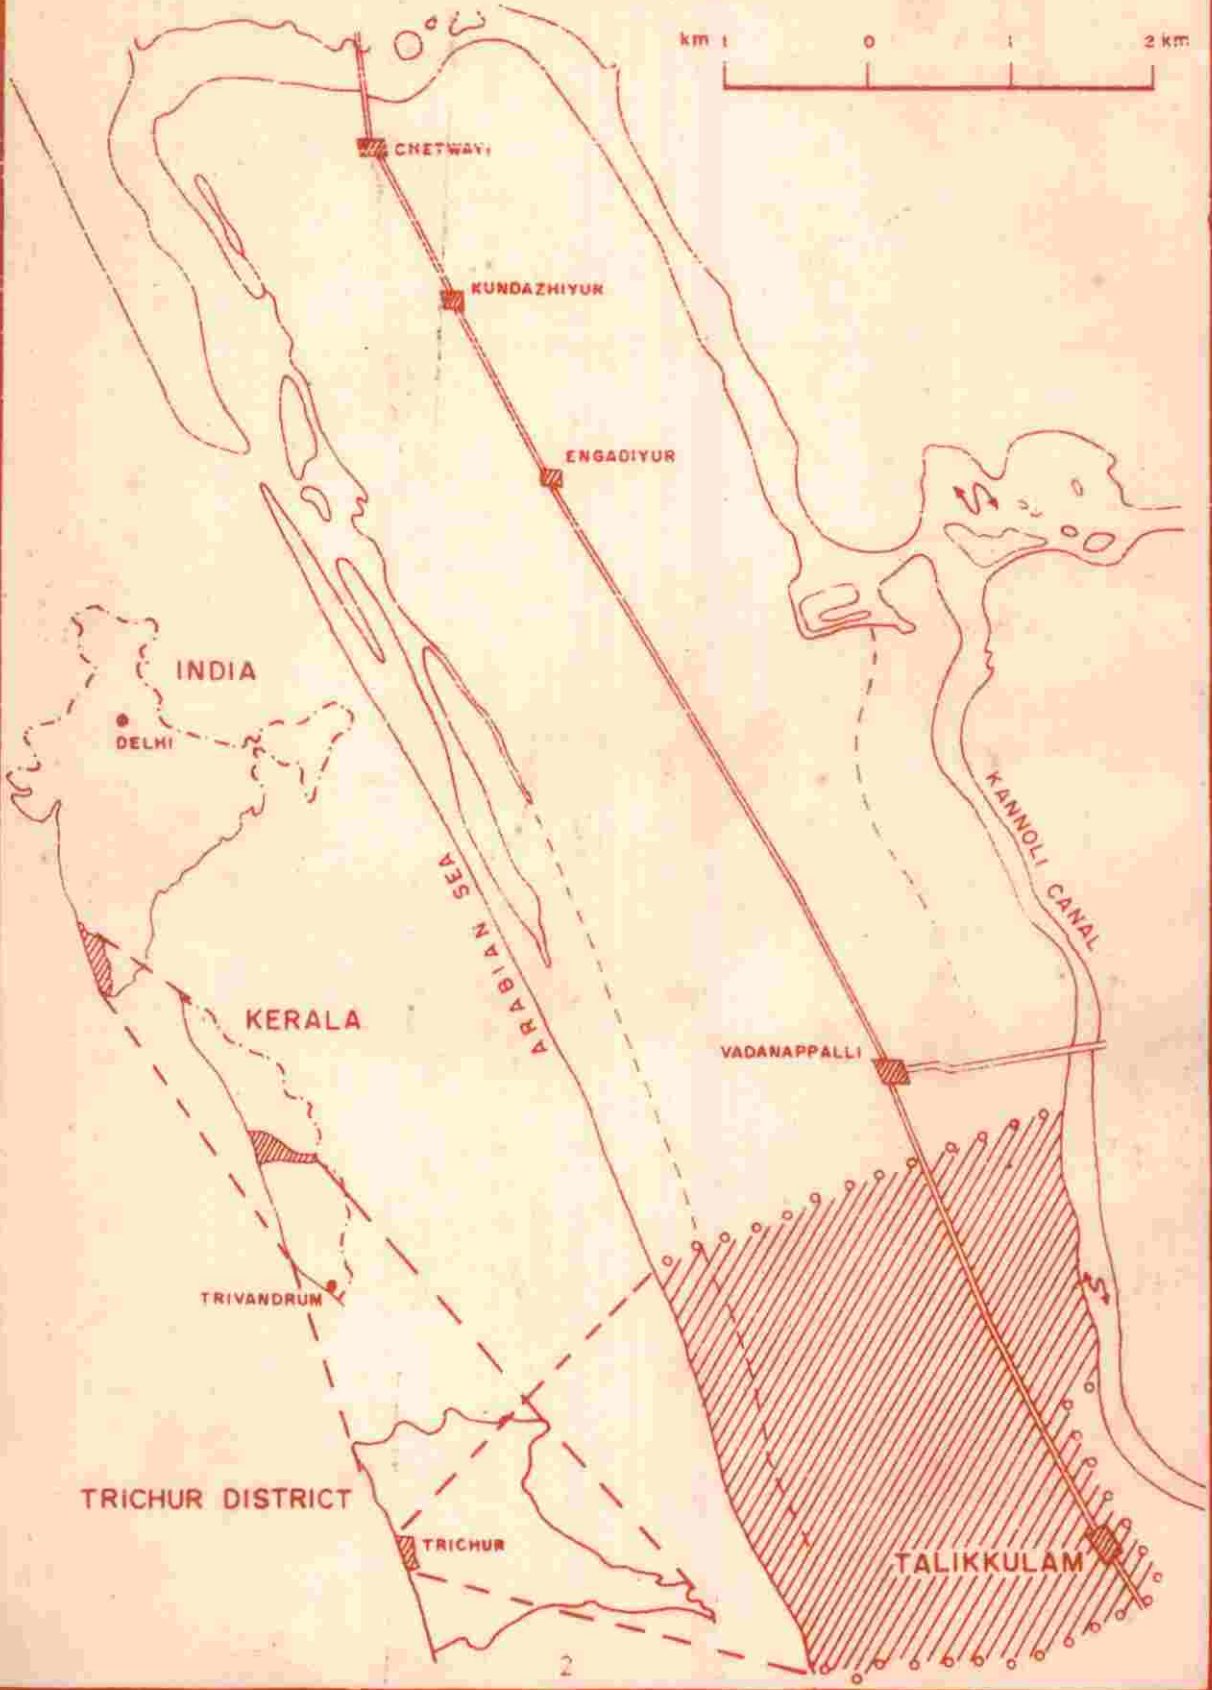 km 1 0 1 2 km
CHETWAYI
KUNDAZHIYUR
ENGADIYUR
INDIA
DELHI
KANNOLI CANAL
ARABIAN SEA
KERALA
VADANAPPALLI
TRIVANDRUM
TRICHUR DISTRICT
TRICHUR
TALIKKULAM
2